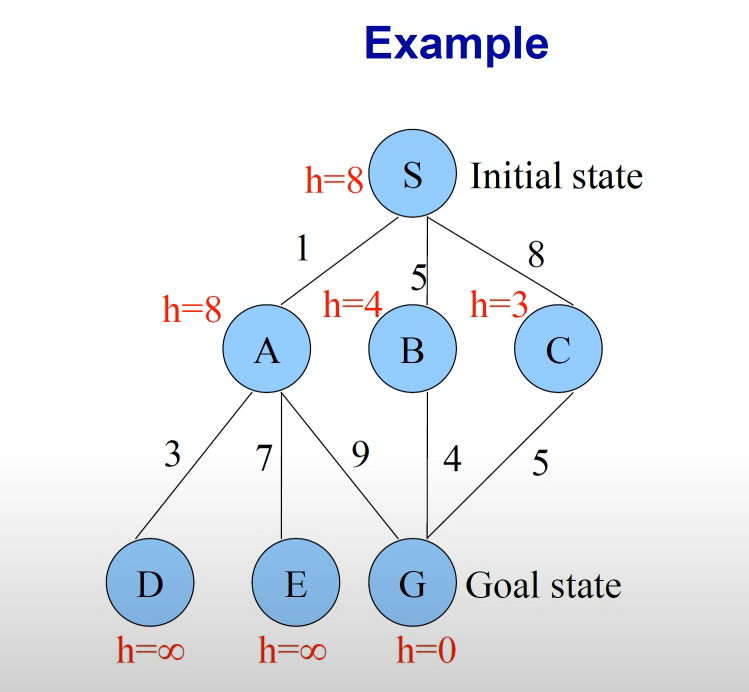 Example
h=8 S Initial state
1 5 8
h=8 h=4 h=3
A B C
3 7 9 4 5
D E G Goal state
h=∞ h=∞ h=0